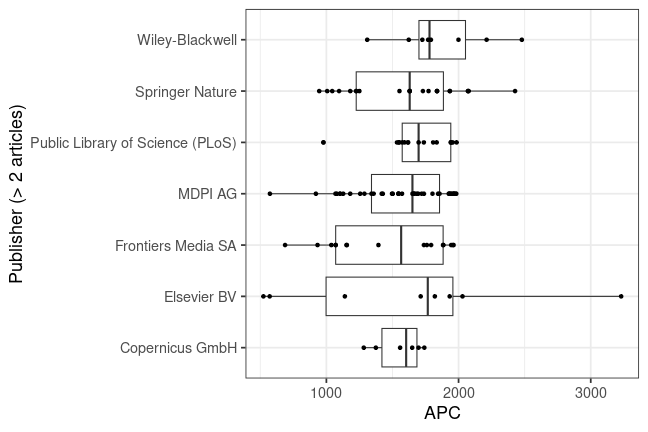 Publisher (> 2 articles)
Wiley-Blackwell
Springer Nature
Public Library of Science (PLoS)
MDPI AG
Frontiers Media SA
Elsevier BV
Copernicus GmbH
1000 2000 3000
APC